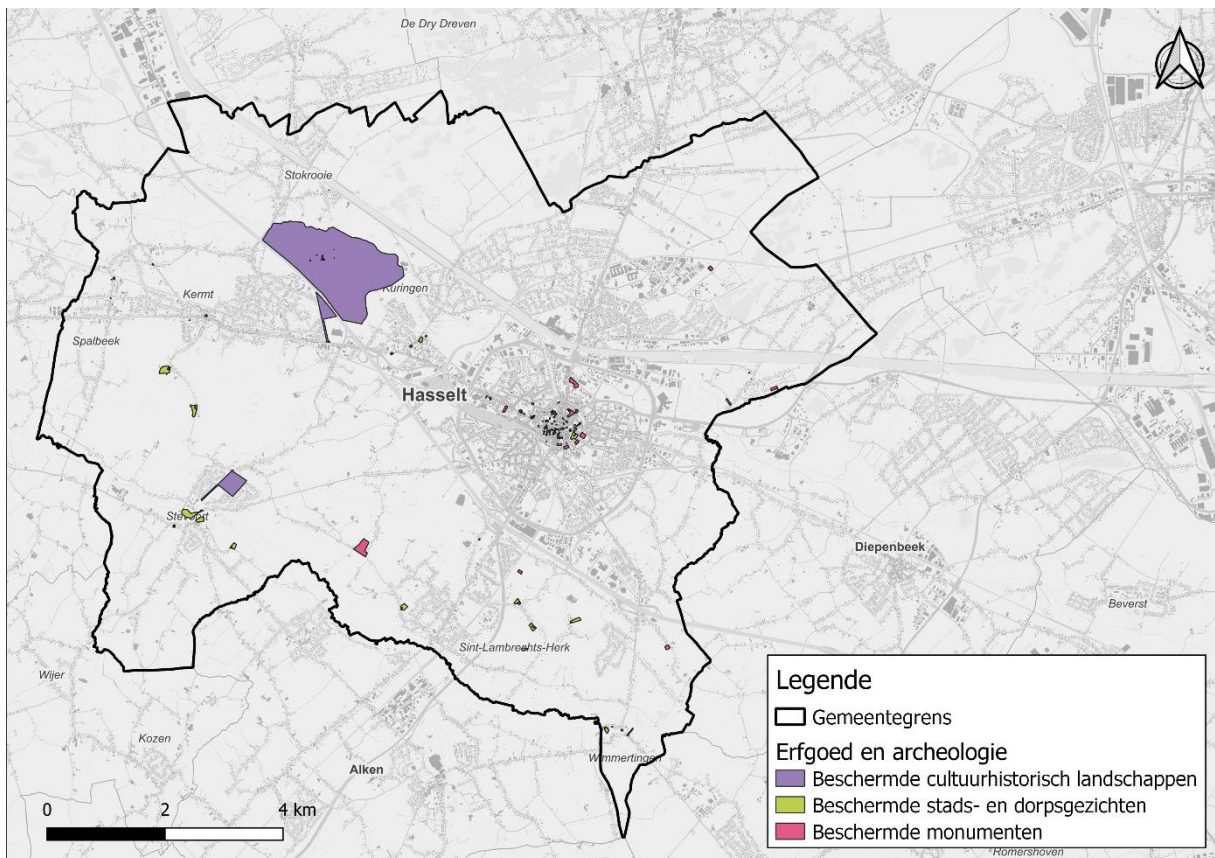 De Dry Dreven
Stokrooie
Kuringen
Kermt
Spalbeek
Hasselt
Stevoort
Diepenbeek
Beverst
Sint-Lambrechts-Herk
Wijer
Kozen
Alken
Wimmertingen
Romershoven
0 2 4 km
Legende
Gemeentegrens
Erfgoed en archeologie
Beschermde cultuurhistorisch landschappen
Beschermde stads- en dorpsgezichten
Beschermde monumenten